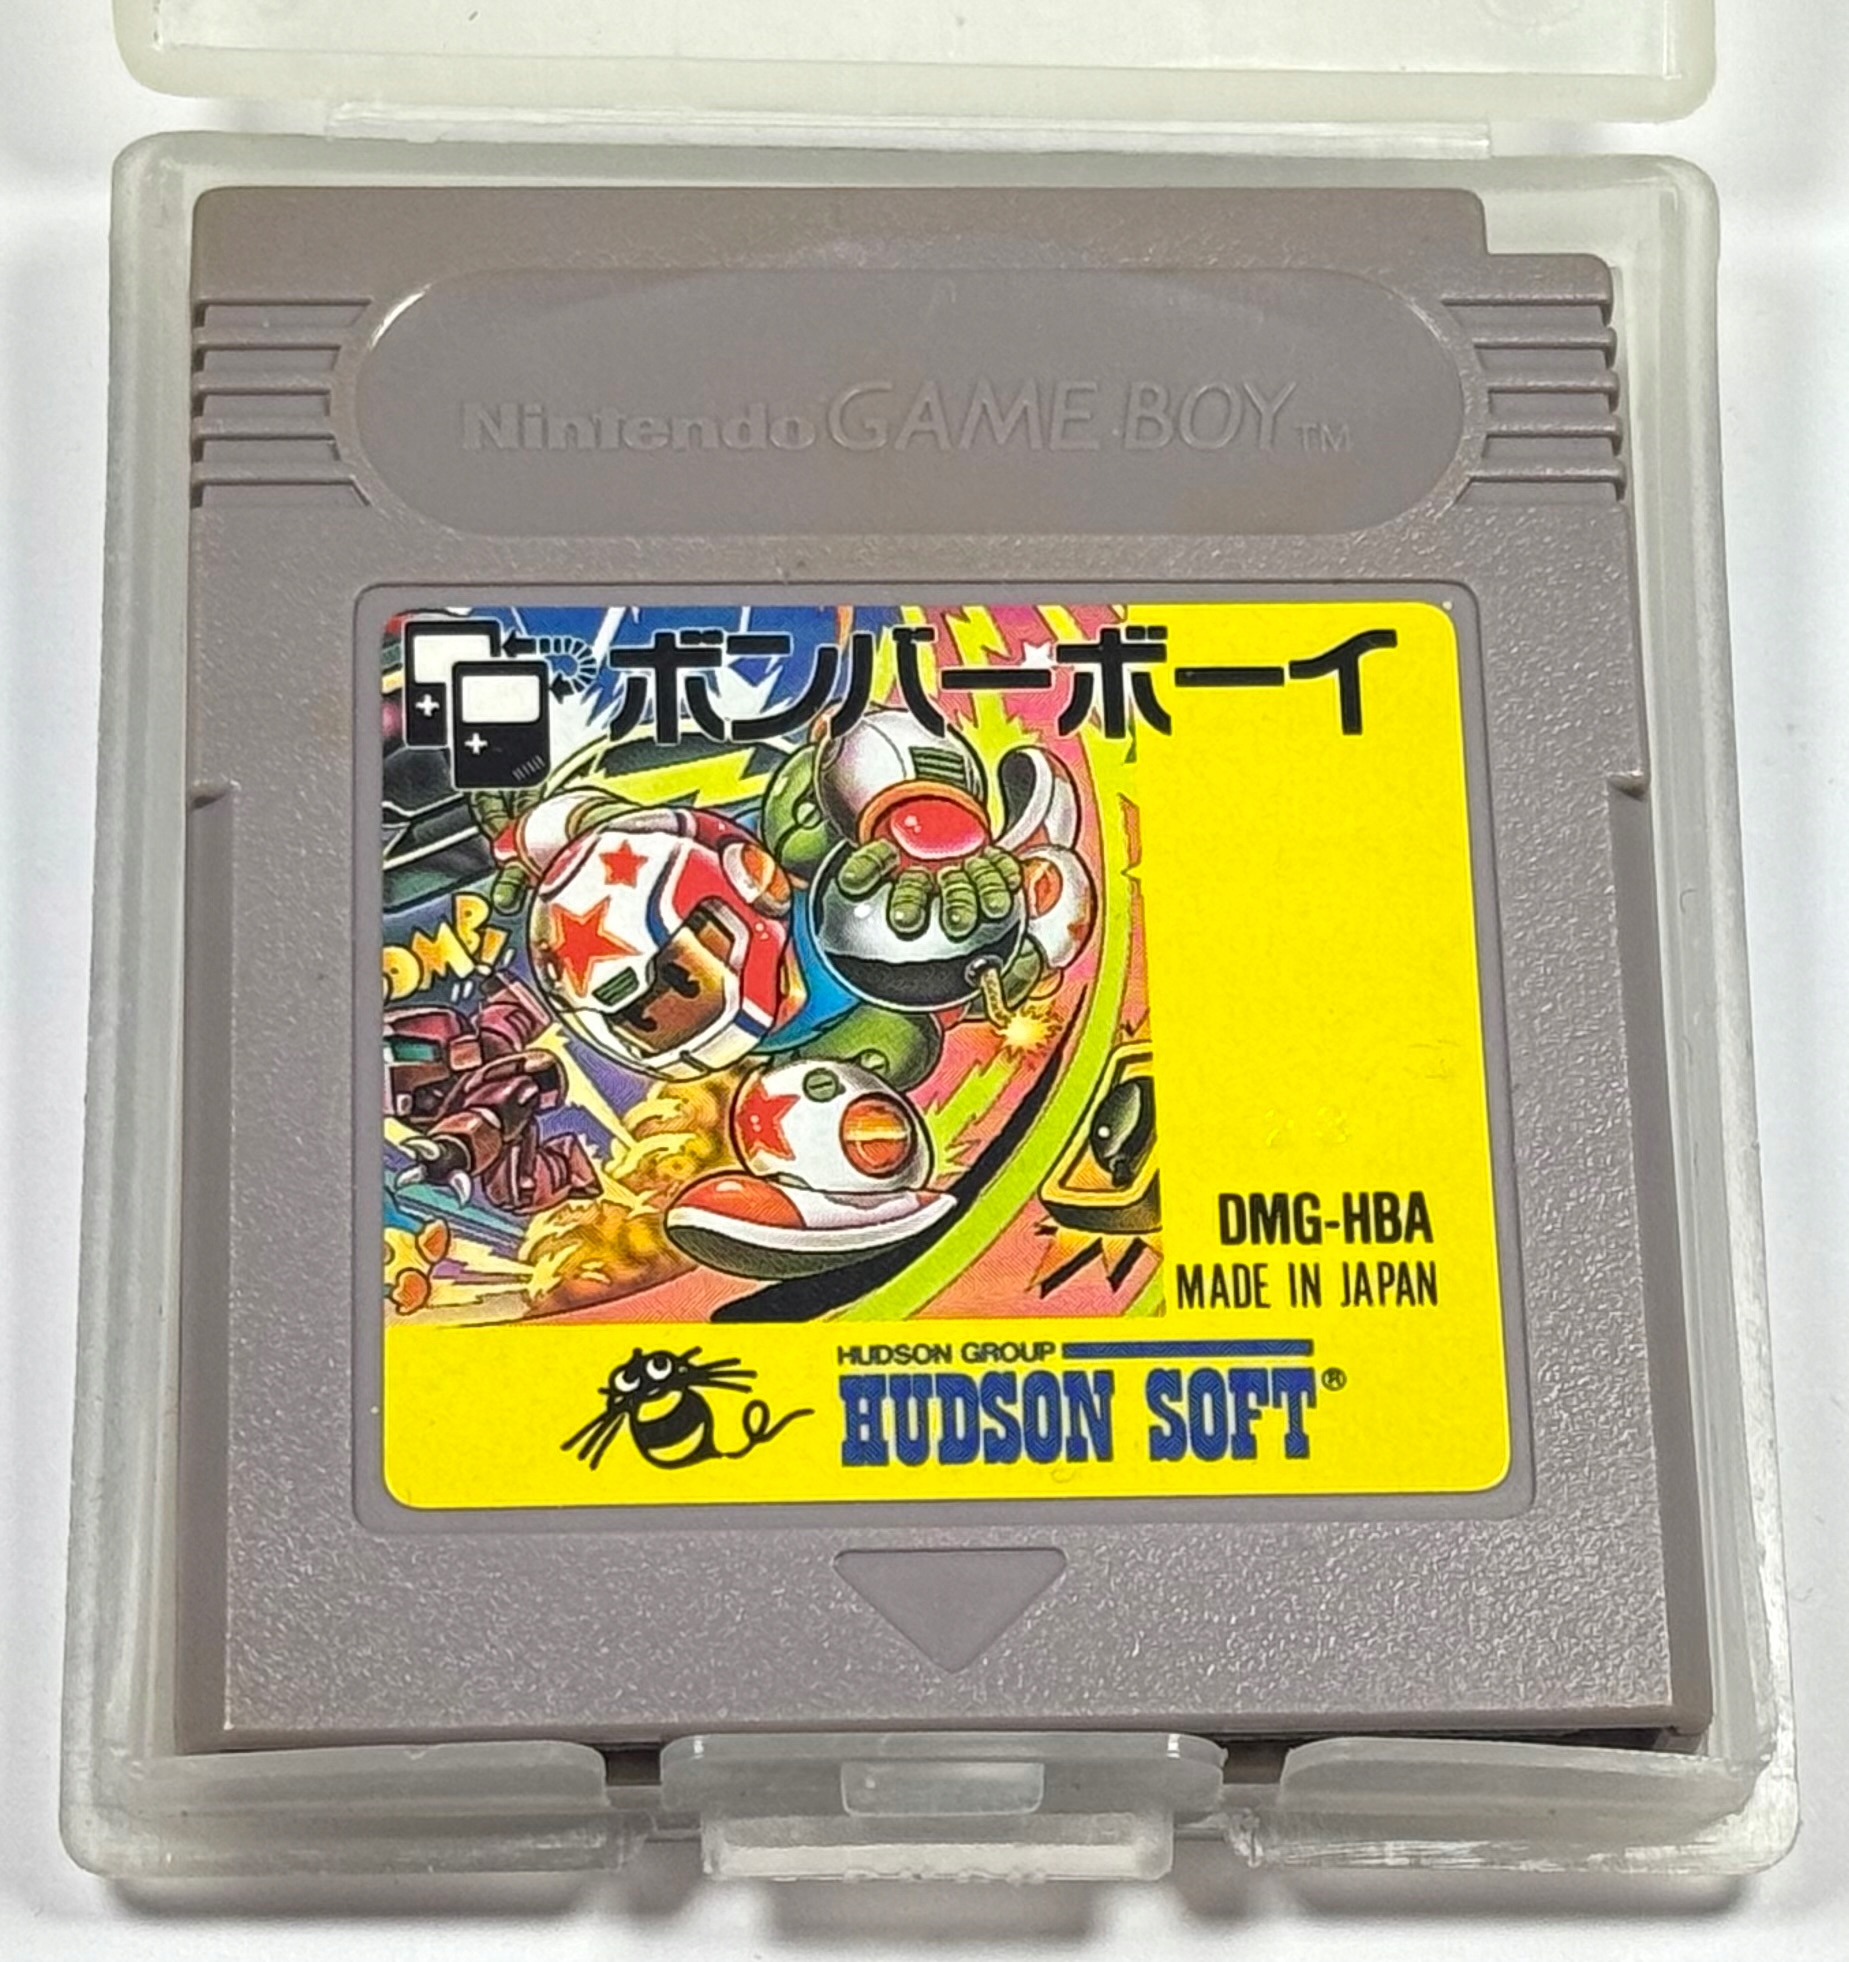 Nintendo GAME BOY TM
ボンバーボーイ
OMB!
DMG-HBA
MADE IN JAPAN
HUDSON GROUP
HUDSON SOFT®